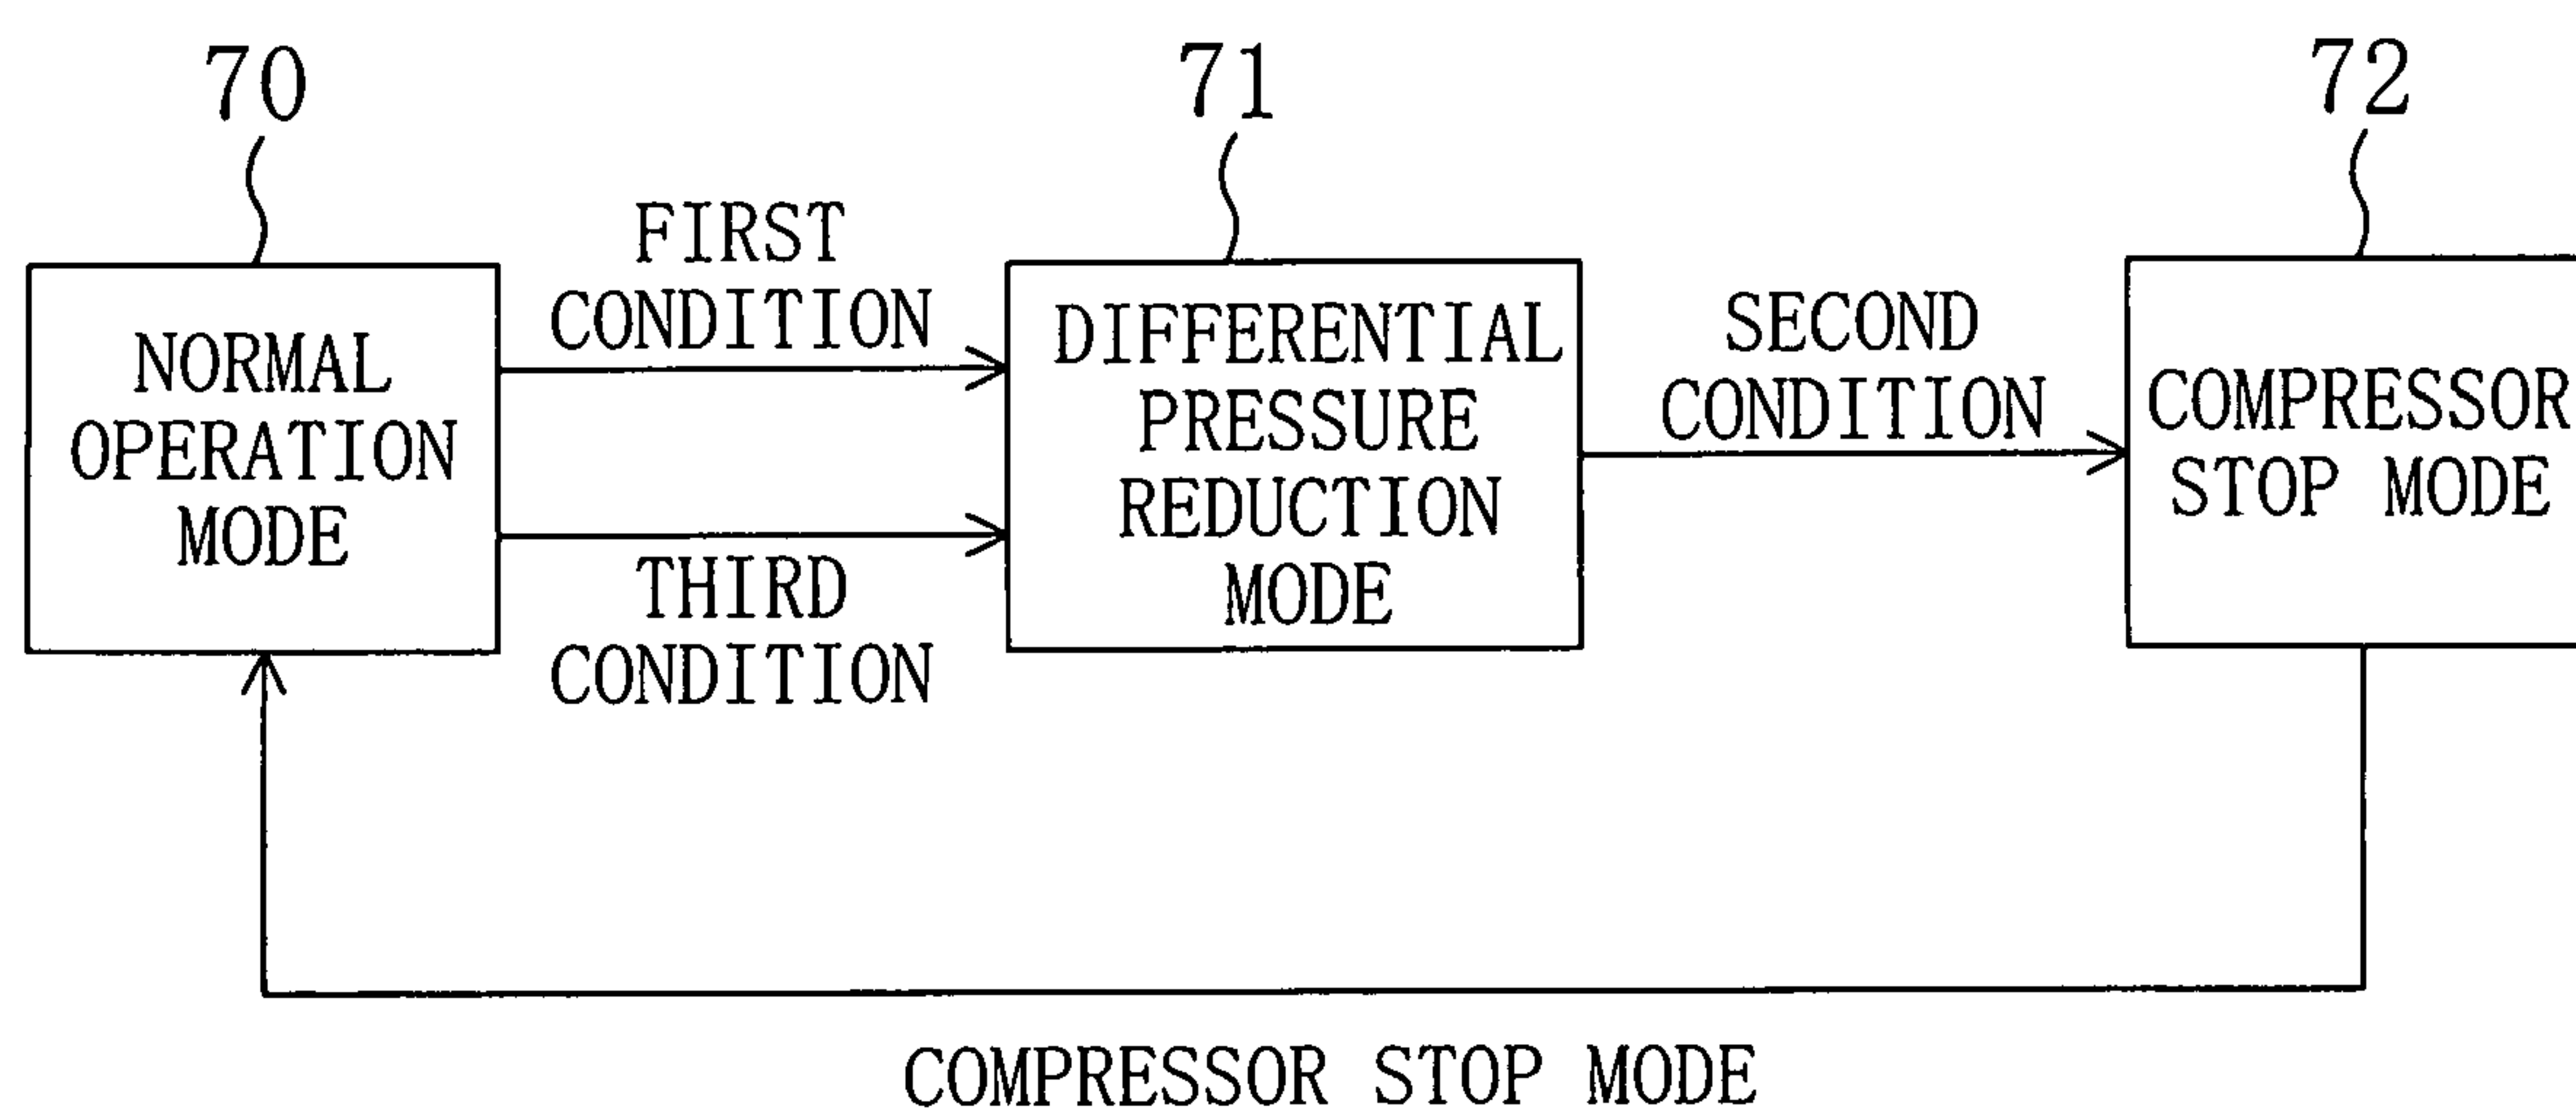 70
71
72
NORMAL
OPERATION
MODE
FIRST
CONDITION
THIRD
CONDITION
DIFFERENTIAL
PRESSURE
REDUCTION
MODE
SECOND
CONDITION
COMPRESSOR
STOP MODE
COMPRESSOR STOP MODE